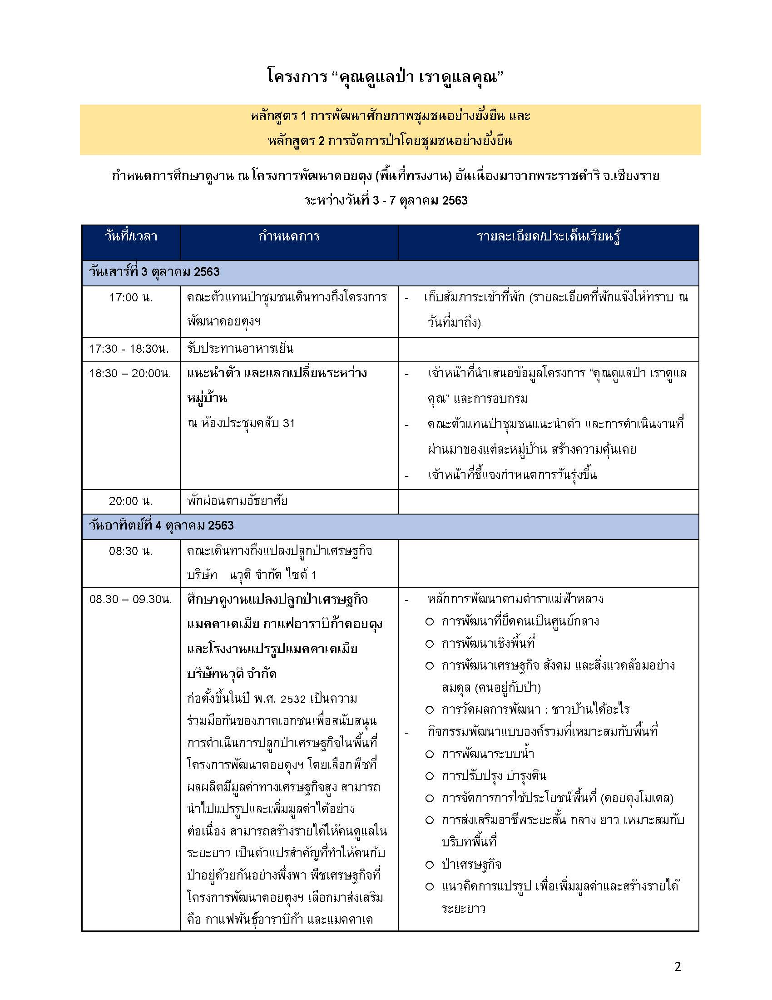 โครงการ “คุณดูแลป่า เราดูแลคุณ”
หลักสูตร 1 การพัฒนาศักยภาพชุมชนอย่างยั่งยืน และ
หลักสูตร 2 การจัดการป่าโดยชุมชนอย่างยั่งยืน
กำหนดการศึกษาดูงาน ณ โครงการพัฒนาดอยตุง (พื้นที่ทรงงาน) อันเนื่องมาจากพระราชดำริ จ.เชียงราย
ระหว่างวันที่ 3 - 7 ตุลาคม 2563
วันที่/เวลา กำหนดการ รายละเอียด/ประเด็นเรียนรู้
วันเสาร์ที่ 3 ตุลาคม 2563
17:00 น.
คณะตัวแทนป่าชุมชนเดินทางถึงโครงการ
พัฒนาดอยตุงฯ
- เก็บสัมภาระเข้าที่พัก (รายละเอียดที่พักแจ้งให้ทราบ ณ
วันที่มาถึง)
17:30 - 18:30น. รับประทานอาหารเย็น
18:30 – 20:00น.
แนะนำตัว และแลกเปลี่ยนระหว่าง
หมู่บ้าน
ณ ห้องประชุมคลับ 31
- เจ้าหน้าที่นำเสนอข้อมูลโครงการ “คุณดูแลป่า เราดูแล
คุณ” และการอบกรม
- คณะตัวแทนป่าชุมชนแนะนำตัว และการดำเนินงานที่
ผ่านมาของแต่ละหมู่บ้าน สร้างความคุ้นเคย
- เจ้าหน้าที่ชี้แจงกำหนดการวันรุ่งขึ้น
20:00 น. พักผ่อนตามอัธยาศัย
วันอาทิตย์ที่ 4 ตุลาคม 2563
08:30 น.
คณะเดินทางถึงแปลงปลูกป่าเศรษฐกิจ
บริษัท นวุติ จำกัด ไซต์ 1
08.30 – 09.30น.
ศึกษาดูงานแปลงปลูกป่าเศรษฐกิจ
แมคคาเดเมีย กาแฟอาราบิก้าดอยตุง
และโรงงานแปรรูปแมคคาเดเมีย
บริษัทนวุติ จำกัด
ก่อตั้งขึ้นในปี พ.ศ. 2532 เป็นความ
ร่วมมือกันของภาคเอกชนเพื่อสนับสนุน
การดำเนินการปลูกป่าเศรษฐกิจในพื้นที่
โครงการพัฒนาดอยตุงฯ โดยเลือกพืชที่
ผลผลิตมีมูลค่าทางเศรษฐกิจสูง สามารถ
นำไปแปรรูปและเพิ่มมูลค่าได้อย่าง
ต่อเนื่อง สามารถสร้างรายได้ให้คนดูแลใน
ระยะยาว เป็นตัวแปรสำคัญที่ทำให้คนกับ
ป่าอยู่ด้วยกันอย่างพึ่งพา พืชเศรษฐกิจที่
โครงการพัฒนาดอยตุงฯ เลือกมาส่งเสริม
คือ กาแฟพันธุ์อาราบิก้า และแมคคาเด
- หลักการพัฒนาตามตำราแม่ฟ้าหลวง
o การพัฒนาที่ยึดคนเป็นศูนย์กลาง
o การพัฒนาเชิงพื้นที่
o การพัฒนาเศรษฐกิจ สังคม และสิ่งแวดล้อมอย่าง
สมดุล (คนอยู่กับป่า)
o การวัดผลการพัฒนา : ชาวบ้านได้อะไร
- กิจกรรมพัฒนาแบบองค์รวมที่เหมาะสมกับพื้นที่
o การพัฒนาระบบน้ำ
o การปรับปรุง บำรุงดิน
o การจัดการการใช้ประโยชน์พื้นที่ (ดอยตุงโมเดล)
o การส่งเสริมอาชีพระยะสั้น กลาง ยาว เหมาะสมกับ
บริบทพื้นที่
o ป่าเศรษฐกิจ
o แนวคิดการแปรรูป เพื่อเพิ่มมูลค่าและสร้างรายได้
ระยะยาว
2